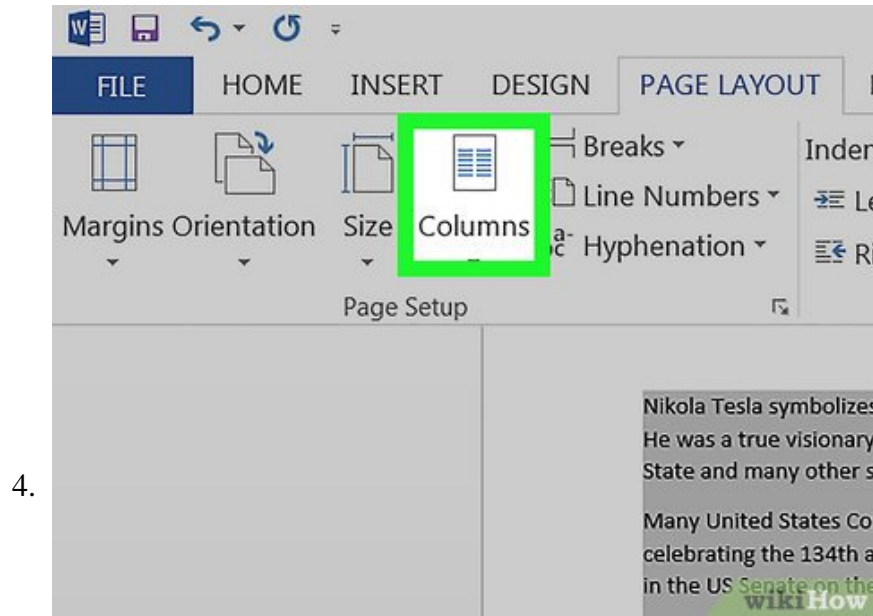 FILE HOME INSERT DESIGN PAGE LAYOUT
Margins Orientation Size Columns
Breaks
Line Numbers
Hyphenation
Page Setup
4.
Nikola Tesla symbolizes
He was a true visionary
State and many other s
Many United States Co
celebrating the 134th a
in the US Senate on the
wikiHow